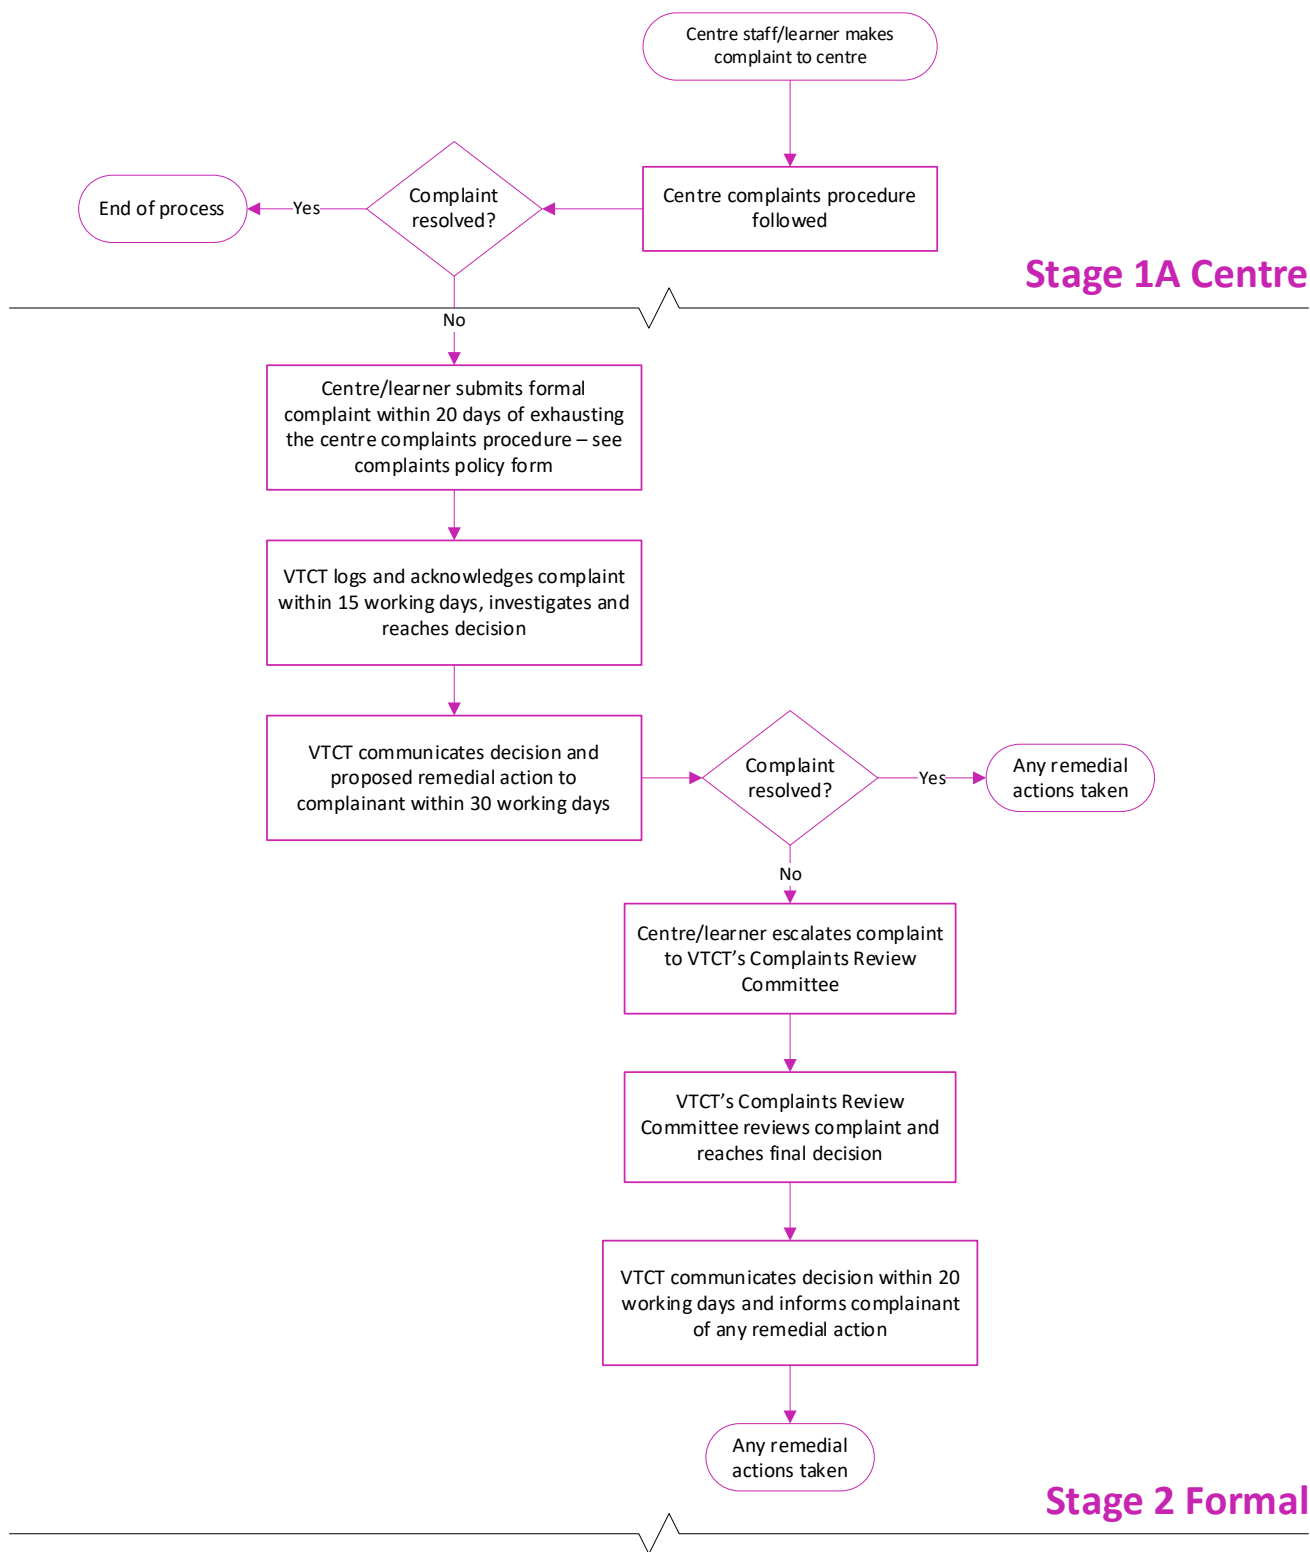 Centre staff/learner makes
complaint to centre
Centre complaints procedure
followed
Complaint
resolved?
Yes
End of process
Stage 1A Centre
No
Centre/learner submits formal
complaint within 20 days of exhausting
the centre complaints procedure – see
complaints policy form
VTCT logs and acknowledges complaint
within 15 working days, investigates and
reaches decision
VTCT communicates decision and
proposed remedial action to
complainant within 30 working days
Complaint
resolved?
Yes
Any remedial
actions taken
No
Centre/learner escalates complaint
to VTCT’s Complaints Review
Committee
VTCT’s Complaints Review
Committee reviews complaint and
reaches final decision
VTCT communicates decision within 20
working days and informs complainant
of any remedial action
Any remedial
actions taken
Stage 2 Formal